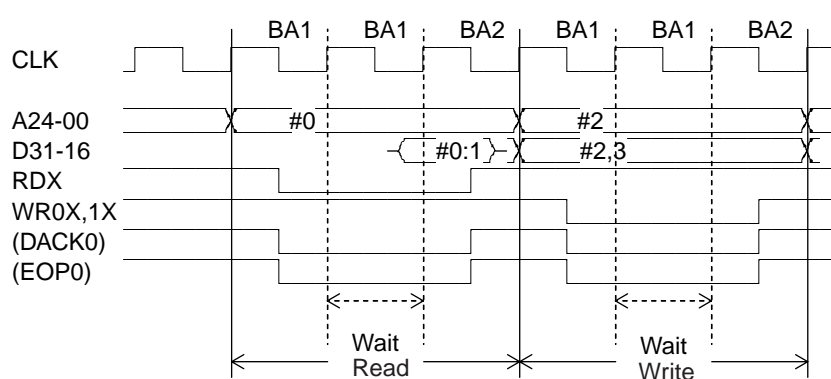 BA1 BA1 BA2 BA1 BA1 BA2
CLK
A24-00 #0 #2
D31-16 #0:1 #2,3
RDX
WR0X,1X
(DACK0)
(EOP0)
Wait Wait
Read Write